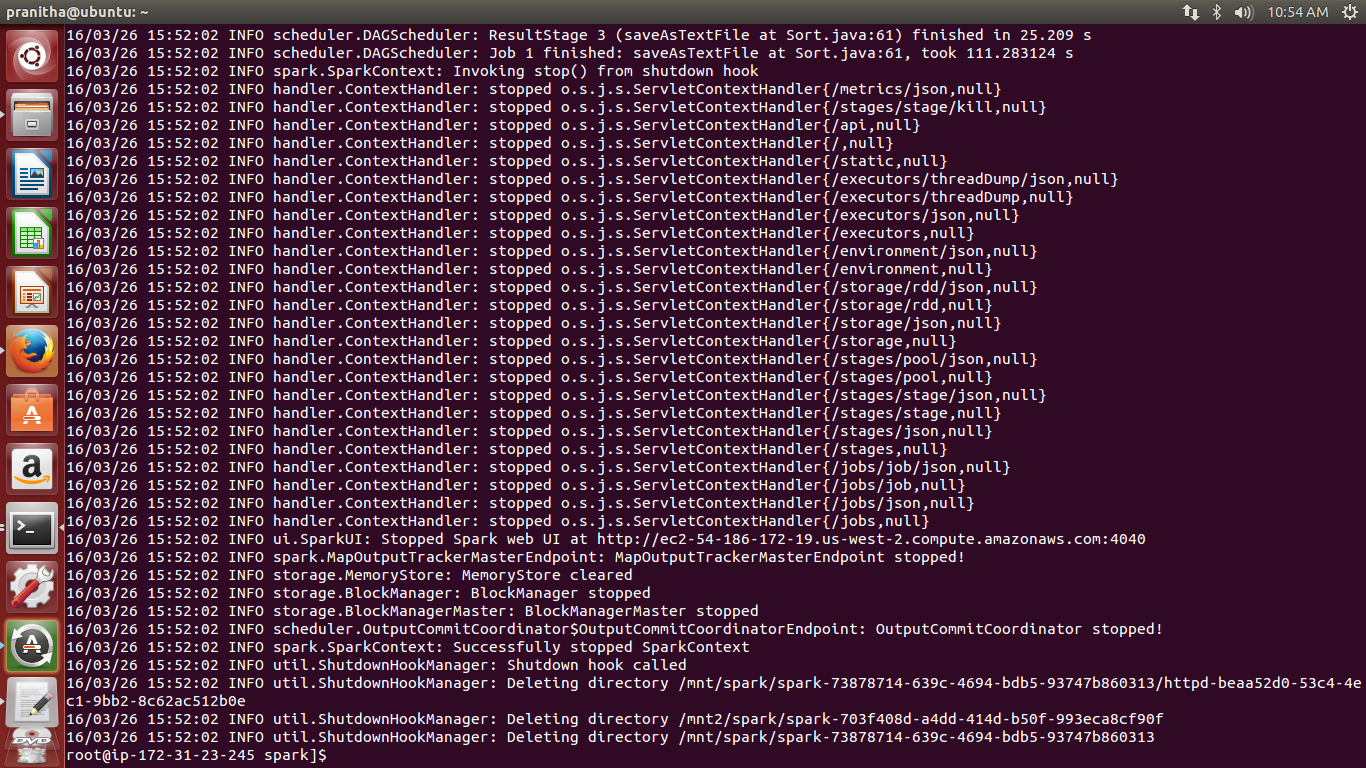 pranitha@ubuntu: ~
10:54 AM
16/03/26 15:52:02 INFO scheduler.DAGScheduler: ResultStage 3 (saveAsTextFile at Sort.java:61) finished in 25.209 s
16/03/26 15:52:02 INFO scheduler.DAGScheduler: Job 1 finished: saveAsTextFile at Sort.java:61, took 111.283124 s
16/03/26 15:52:02 INFO spark.SparkContext: Invoking stop() from shutdown hook
16/03/26 15:52:02 INFO handler.ContextHandler: stopped o.s.j.s.ServletContextHandler{/metrics/json,null}
16/03/26 15:52:02 INFO handler.ContextHandler: stopped o.s.j.s.ServletContextHandler{/stages/stage/kill,null}
16/03/26 15:52:02 INFO handler.ContextHandler: stopped o.s.j.s.ServletContextHandler{/api,null}
16/03/26 15:52:02 INFO handler.ContextHandler: stopped o.s.j.s.ServletContextHandler{/,null}
16/03/26 15:52:02 INFO handler.ContextHandler: stopped o.s.j.s.ServletContextHandler{/static,null}
16/03/26 15:52:02 INFO handler.ContextHandler: stopped o.s.j.s.ServletContextHandler{/executors/threadDump/json,null}
16/03/26 15:52:02 INFO handler.ContextHandler: stopped o.s.j.s.ServletContextHandler{/executors/threadDump,null}
16/03/26 15:52:02 INFO handler.ContextHandler: stopped o.s.j.s.ServletContextHandler{/executors/json,null}
16/03/26 15:52:02 INFO handler.ContextHandler: stopped o.s.j.s.ServletContextHandler{/executors,null}
16/03/26 15:52:02 INFO handler.ContextHandler: stopped o.s.j.s.ServletContextHandler{/environment/json,null}
16/03/26 15:52:02 INFO handler.ContextHandler: stopped o.s.j.s.ServletContextHandler{/environment,null}
16/03/26 15:52:02 INFO handler.ContextHandler: stopped o.s.j.s.ServletContextHandler{/storage/rdd/json,null}
16/03/26 15:52:02 INFO handler.ContextHandler: stopped o.s.j.s.ServletContextHandler{/storage/rdd,null}
16/03/26 15:52:02 INFO handler.ContextHandler: stopped o.s.j.s.ServletContextHandler{/storage/json,null}
16/03/26 15:52:02 INFO handler.ContextHandler: stopped o.s.j.s.ServletContextHandler{/storage,null}
16/03/26 15:52:02 INFO handler.ContextHandler: stopped o.s.j.s.ServletContextHandler{/stages/pool/json,null}
16/03/26 15:52:02 INFO handler.ContextHandler: stopped o.s.j.s.ServletContextHandler{/stages/pool,null}
16/03/26 15:52:02 INFO handler.ContextHandler: stopped o.s.j.s.ServletContextHandler{/stages/stage/json,null}
16/03/26 15:52:02 INFO handler.ContextHandler: stopped o.s.j.s.ServletContextHandler{/stages/stage,null}
16/03/26 15:52:02 INFO handler.ContextHandler: stopped o.s.j.s.ServletContextHandler{/stages/json,null}
16/03/26 15:52:02 INFO handler.ContextHandler: stopped o.s.j.s.ServletContextHandler{/stages,null}
16/03/26 15:52:02 INFO handler.ContextHandler: stopped o.s.j.s.ServletContextHandler{/jobs/job/json,null}
16/03/26 15:52:02 INFO handler.ContextHandler: stopped o.s.j.s.ServletContextHandler{/jobs/job,null}
16/03/26 15:52:02 INFO handler.ContextHandler: stopped o.s.j.s.ServletContextHandler{/jobs/json,null}
16/03/26 15:52:02 INFO handler.ContextHandler: stopped o.s.j.s.ServletContextHandler{/jobs,null}
16/03/26 15:52:02 INFO ui.SparkUI: Stopped Spark web UI at http://ec2-54-186-172-19.us-west-2.compute.amazonaws.com:4040
16/03/26 15:52:02 INFO spark.MapOutputTrackerMasterEndpoint: MapOutputTrackerMasterEndpoint stopped!
16/03/26 15:52:02 INFO storage.MemoryStore: MemoryStore cleared
16/03/26 15:52:02 INFO storage.BlockManager: BlockManager stopped
16/03/26 15:52:02 INFO storage.BlockManagerMaster: BlockManagerMaster stopped
16/03/26 15:52:02 INFO scheduler.OutputCommitCoordinator$OutputCommitCoordinatorEndpoint: OutputCommitCoordinator stopped!
16/03/26 15:52:02 INFO spark.SparkContext: Successfully stopped SparkContext
16/03/26 15:52:02 INFO util.ShutdownHookManager: Shutdown hook called
16/03/26 15:52:02 INFO util.ShutdownHookManager: Deleting directory /mnt/spark/spark-73878714-639c-4694-bdb5-93747b860313/httpd-beaa52d0-53c4-4e
c1-9bb2-8c62ac512b0e
16/03/26 15:52:02 INFO util.ShutdownHookManager: Deleting directory /mnt2/spark/spark-703f408d-a4dd-414d-b50f-993eca8cf90f
16/03/26 15:52:02 INFO util.ShutdownHookManager: Deleting directory /mnt/spark/spark-73878714-639c-4694-bdb5-93747b860313
root@ip-172-31-23-245 spark]$